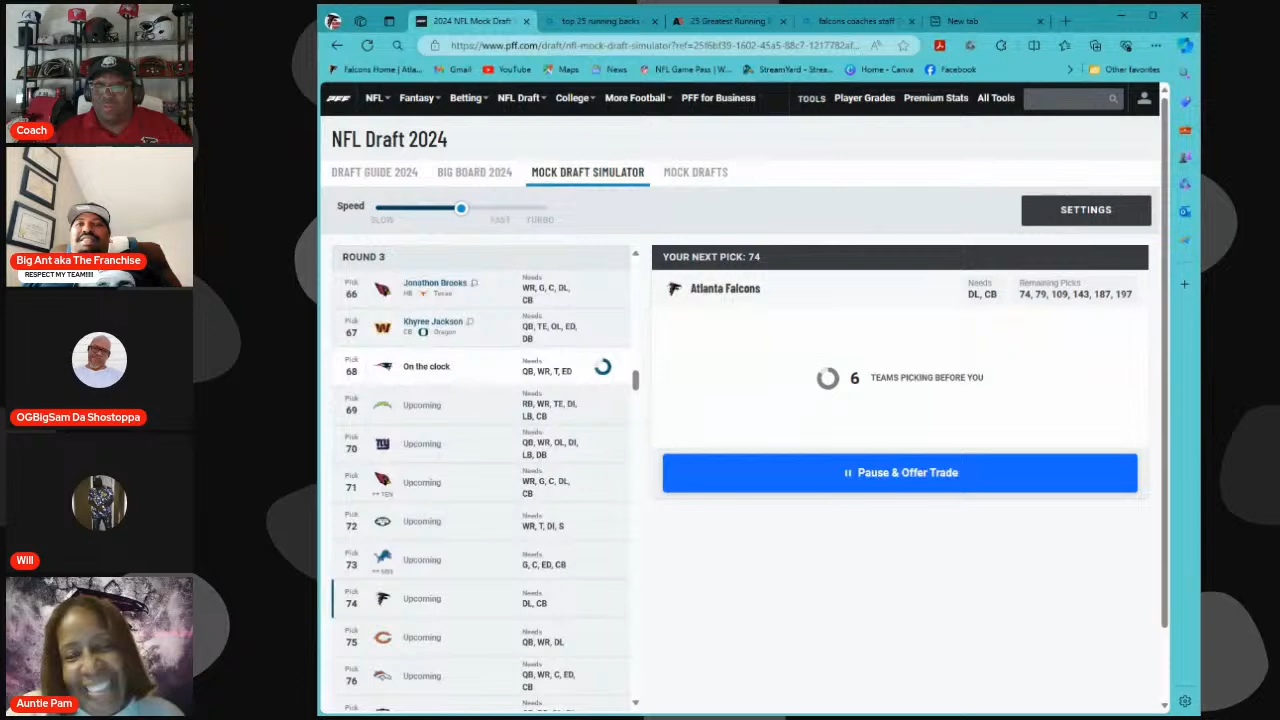 Coach
Big Ant aka The Franchise
RESPECT MY TEAM!!!!!
OGBigSam Da Shostoppa
Will
Auntie Pam
2024 NFL Mock Draft
top 25 running backs
25 Greatest Running
falcons coaches staff
New tab
https://www.pff.com/draft/nfl-mock-draft-simulator?ref=25f6bf39-1602-45a5-88c7-1217782af...
Falcons Home | Atla...
Gmail
YouTube
Maps
News
NFL Game Pass | W...
StreamYard - Strea...
Home - Canva
Facebook
Other favorites
PFF
NFL
Fantasy
Betting
NFL Draft
College
More Football
PFF for Business
TOOLS
Player Grades
Premium Stats
All Tools
NFL Draft 2024
DRAFT GUIDE 2024
BIG BOARD 2024
MOCK DRAFT SIMULATOR
MOCK DRAFTS
Speed
SLOW
FAST
TURBO
SETTINGS
ROUND 3
Pick
66
Jonathon Brooks
HB
Texas
Needs
WR, G, C, DL,
CB
Pick
67
Khyree Jackson
CB
Oregon
Needs
QB, TE, OL, ED,
DB
Pick
68
On the clock
Needs
QB, WR, T, ED
Pick
69
Upcoming
Needs
RB, WR, TE, DI,
LB, CB
Pick
70
Upcoming
Needs
QB, WR, OL, DI,
LB, DB
Pick
71
TEN
Upcoming
Needs
WR, G, C, DL,
CB
Pick
72
Upcoming
Needs
WR, T, DI, S
Pick
73
Upcoming
Needs
G, C, ED, CB
Pick
74
Upcoming
Needs
DL, CB
Pick
75
Upcoming
Needs
QB, WR, DL
Pick
76
Upcoming
Needs
QB, WR, C, ED,
CB
YOUR NEXT PICK: 74
Atlanta Falcons
Needs
DL, CB
Remaining Picks
74, 79, 109, 143, 187, 197
6 TEAMS PICKING BEFORE YOU
Pause & Offer Trade